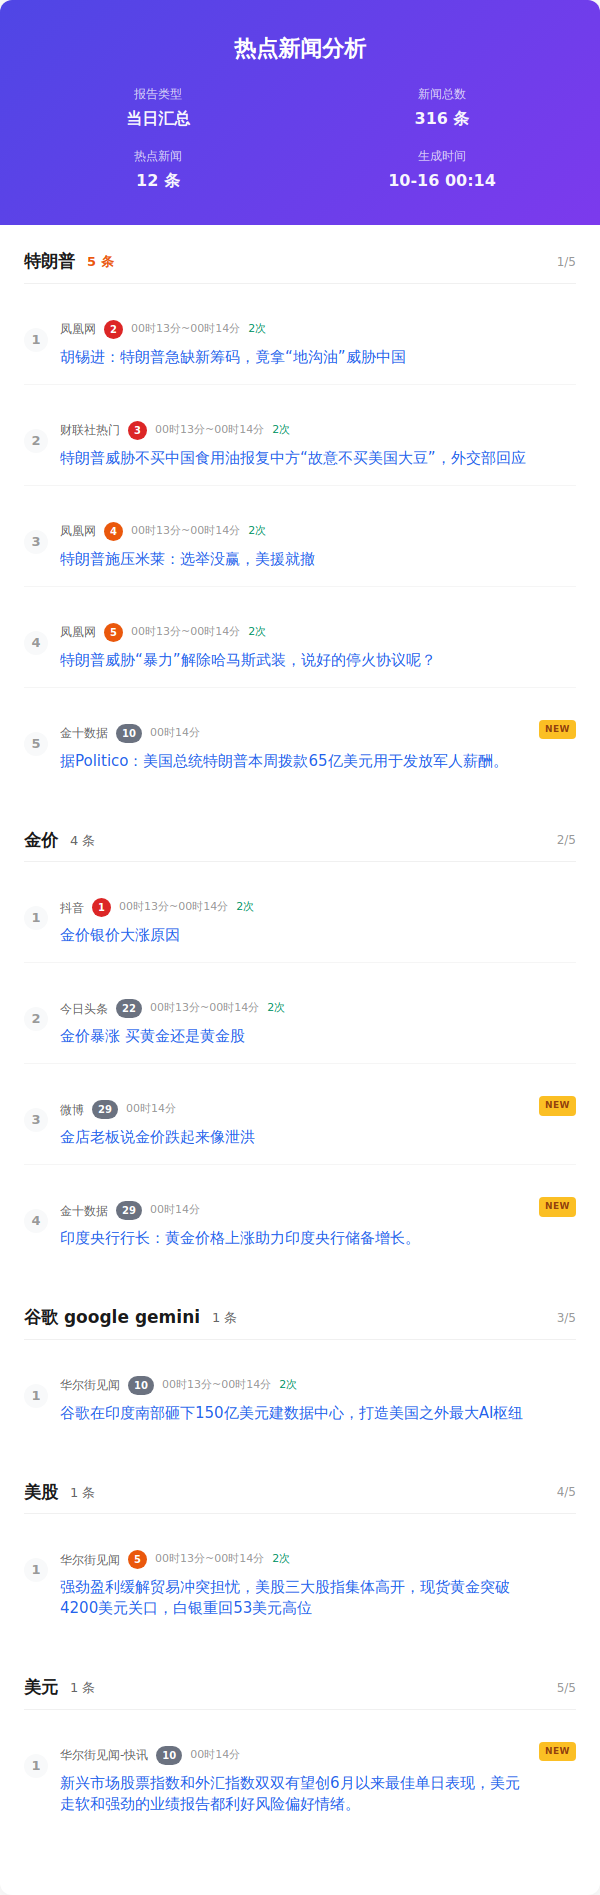 热点新闻分析
报告类型
新闻总数
当日汇总
316 条
热点新闻
生成时间
12 条
10-16 00:14
特朗普 5 条 1/5
1
凤凰网 2 00时13分~00时14分 2次
胡锡进：特朗普急缺新筹码，竟拿“地沟油”威胁中国
2
财联社热门 3 00时13分~00时14分 2次
特朗普威胁不买中国食用油报复中方“故意不买美国大豆”，外交部回应
3
凤凰网 4 00时13分~00时14分 2次
特朗普施压米莱：选举没赢，美援就撤
4
凤凰网 5 00时13分~00时14分 2次
特朗普威胁“暴力”解除哈马斯武装，说好的停火协议呢？
5
金十数据 10 00时14分 NEW
据Politico：美国总统特朗普本周拨款65亿美元用于发放军人薪酬。
金价 4 条 2/5
1
抖音 1 00时13分~00时14分 2次
金价银价大涨原因
2
今日头条 22 00时13分~00时14分 2次
金价暴涨 买黄金还是黄金股
3
微博 29 00时14分 NEW
金店老板说金价跌起来像泄洪
4
金十数据 29 00时14分 NEW
印度央行行长：黄金价格上涨助力印度央行储备增长。
谷歌 google gemini 1 条 3/5
1
华尔街见闻 10 00时13分~00时14分 2次
谷歌在印度南部砸下150亿美元建数据中心，打造美国之外最大AI枢纽
美股 1 条 4/5
1
华尔街见闻 5 00时13分~00时14分 2次
强劲盈利缓解贸易冲突担忧，美股三大股指集体高开，现货黄金突破
4200美元关口，白银重回53美元高位
美元 1 条 5/5
1
华尔街见闻-快讯 10 00时14分 NEW
新兴市场股票指数和外汇指数双双有望创6月以来最佳单日表现，美元
走软和强劲的业绩报告都利好风险偏好情绪。